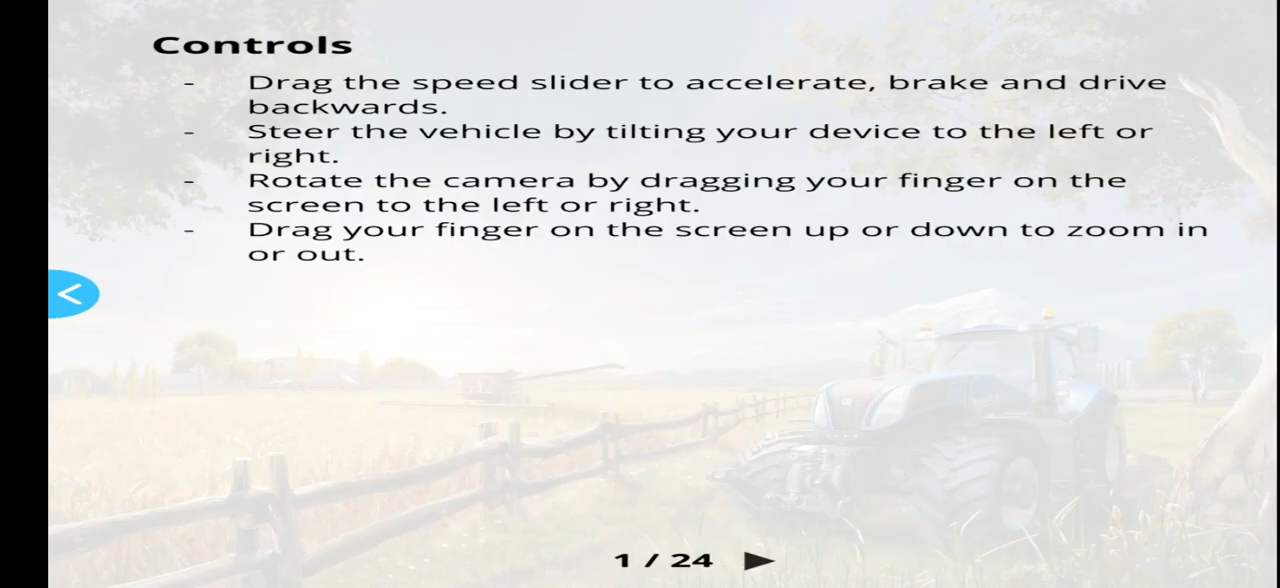 Controls
- Drag the speed slider to accelerate, brake and drive
backwards.
- Steer the vehicle by tilting your device to the left or
right.
- Rotate the camera by dragging your finger on the
screen to the left or right.
- Drag your finger on the screen up or down to zoom in
or out.
1 / 24